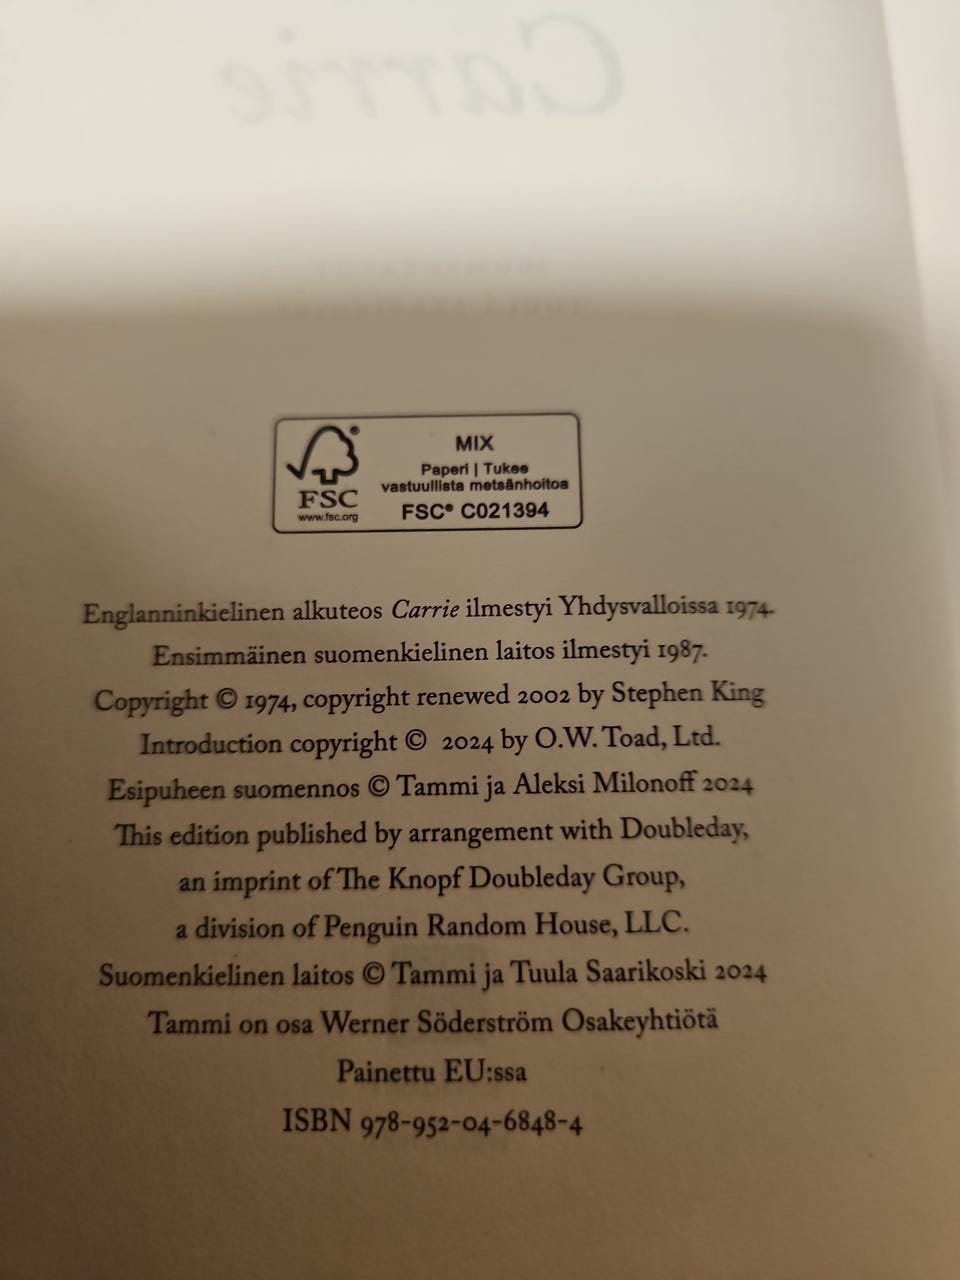 Carrie
FSC
www.fsc.org
MIX
Paperi | Tukee
vastuullista metsänhoitoa
FSC® C021394
Englanninkielinen alkuteos Carrie ilmestyi Yhdysvalloissa 1974.
Ensimmäinen suomenkielinen laitos ilmestyi 1987.
Copyright © 1974, copyright renewed 2002 by Stephen King
Introduction copyright © 2024 by O.W. Toad, Ltd.
Esipuheen suomennos © Tammi ja Aleksi Milonoff 2024
This edition published by arrangement with Doubleday,
an imprint of The Knopf Doubleday Group,
a division of Penguin Random House, LLC.
Suomenkielinen laitos © Tammi ja Tuula Saarikoski 2024
Tammi on osa Werner Söderström Osakeyhtiötä
Painettu EU:ssa
ISBN 978-952-04-6848-4